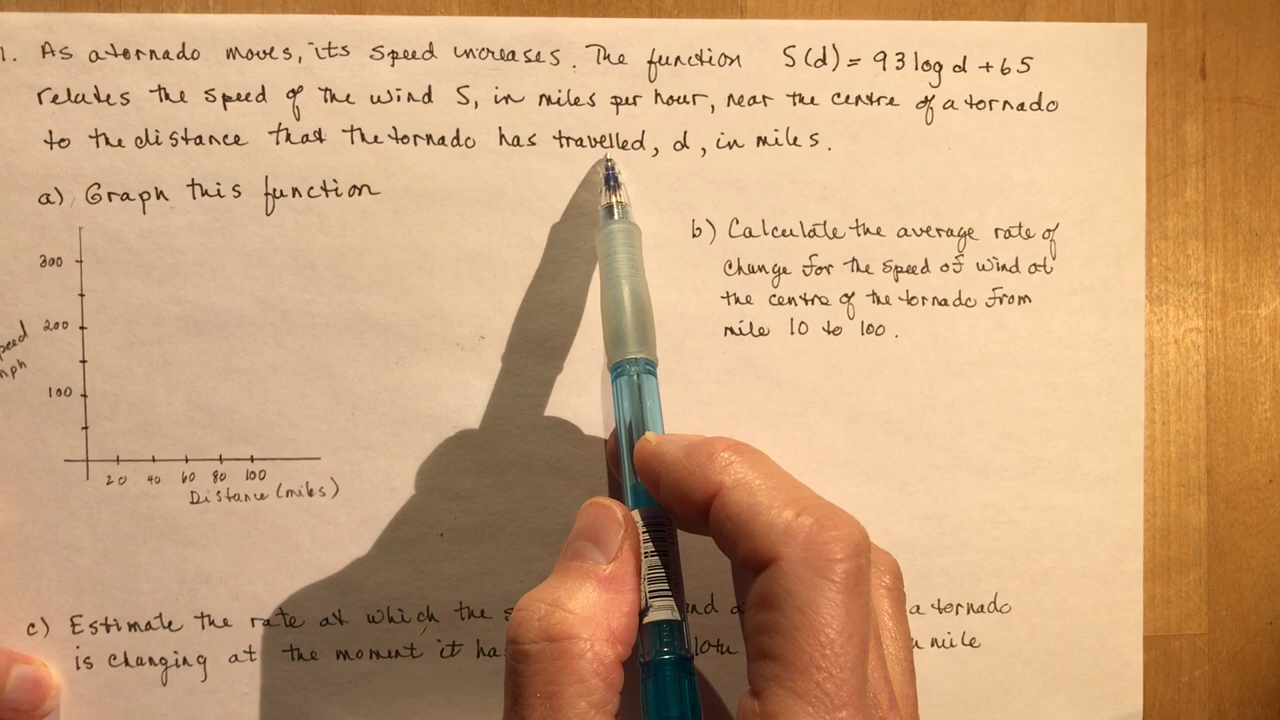 1. As a tornado moves, its speed increases. The function S(d) = 93 log d + 65
relates the speed of the wind S, in miles per hour, near the centre of a tornado
to the distance that the tornado has travelled, d, in miles.
a) Graph this function
300
200
100
20 40 60 80 100
Distance (miles)
b) Calculate the average rate of
change for the speed of wind at
the centre of the tornado from
mile 10 to 100.
c) Estimate the rate at which the a tornado
is changing at the moment it mile